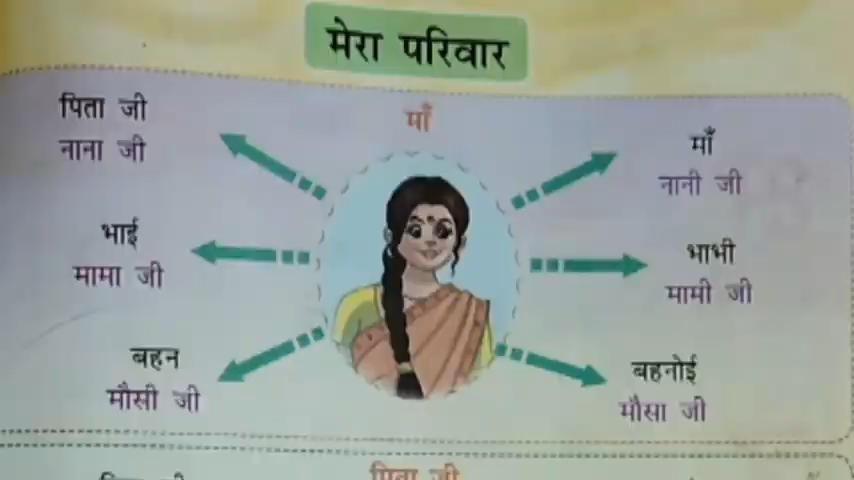 मेरा परिवार
माँ
पिता जी
नाना जी
माँ
नानी जी
भाई
मामा जी
भाभी
मामी जी
बहन
मौसी जी
बहनोई
मौसा जी
पिता जी